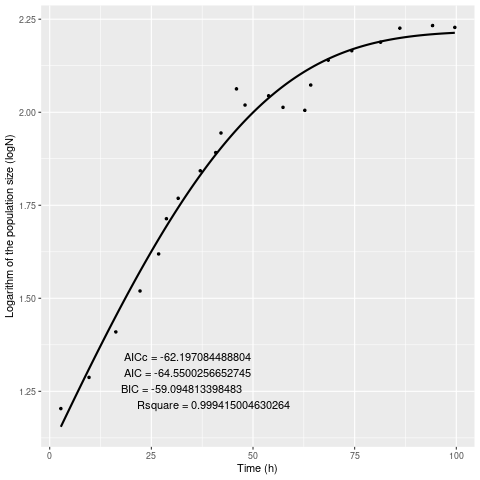 2.25
2.00
1.75
1.50
1.25
Logarithm of the population size (logN)
AICc = -62.197084488804
AIC = -64.5500256652745
BIC = -59.094813398483
Rsquare = 0.999415004630264
0 25 50 75 100
Time (h)